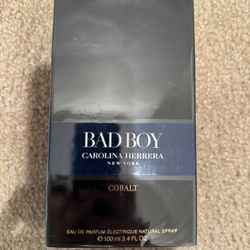 BAD BOY
CAROLINA HERRERA
NEW YORK
COBALT
EAU DE PARFUM ÉLECTRIQUE NATURAL SPRAY
℮ 100 ml 3.4 FL OZ